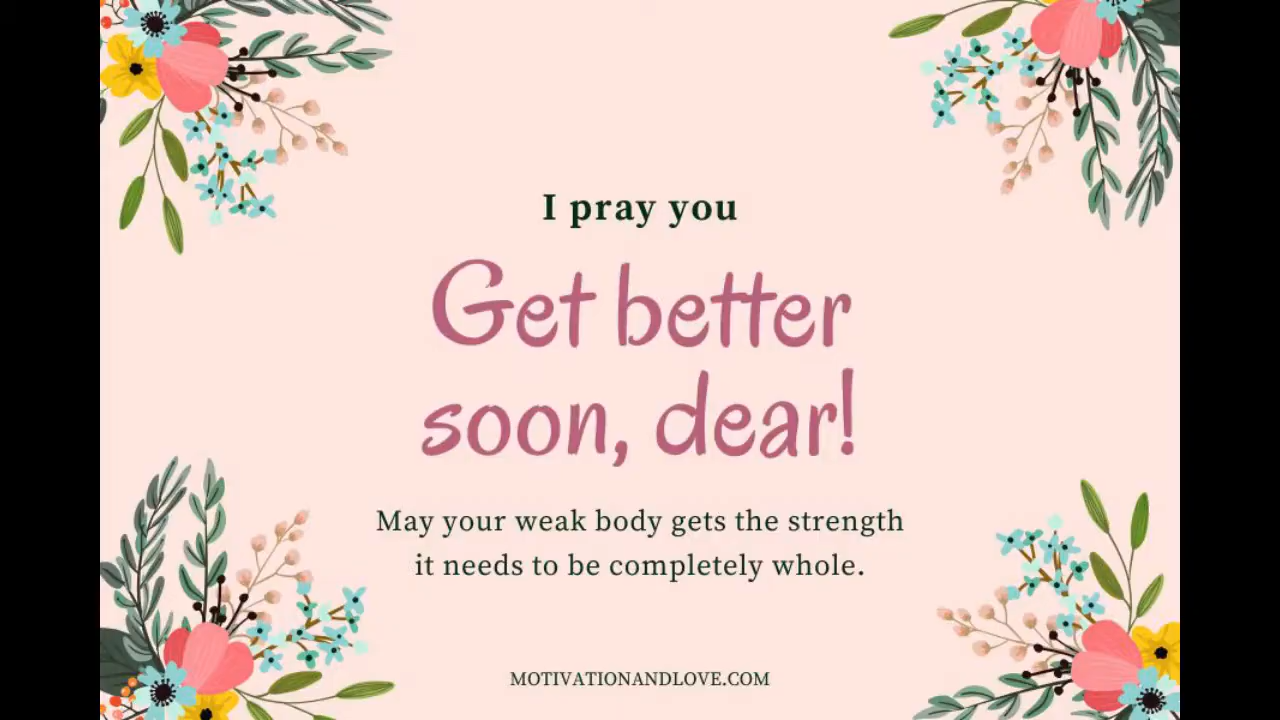 I pray you
Get better
soon, dear!
May your weak body gets the strength
it needs to be completely whole.
MOTIVATIONANDLOVE.COM